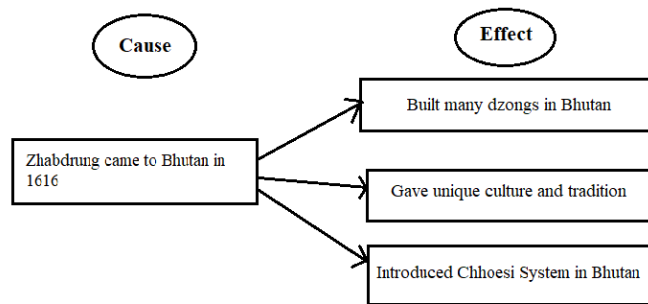 Cause
Effect
Built many dzongs in Bhutan
Zhabdrung came to Bhutan in
1616
Gave unique culture and tradition
Introduced Chhoesi System in Bhutan